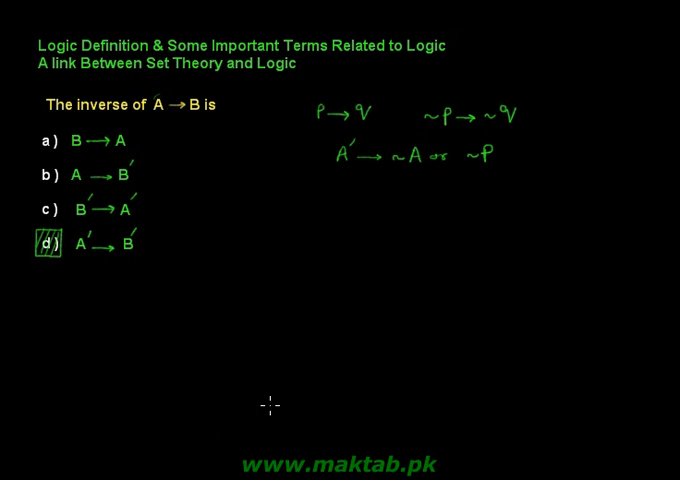 Logic Definition & Some Important Terms Related to Logic
A link Between Set Theory and Logic
The inverse of A → B is
P → q ~p → ~q
a) B → A
A′ → ~A or ~P
b) A → B′
c) B′ → A′
d) A′ → B′
www.maktab.pk